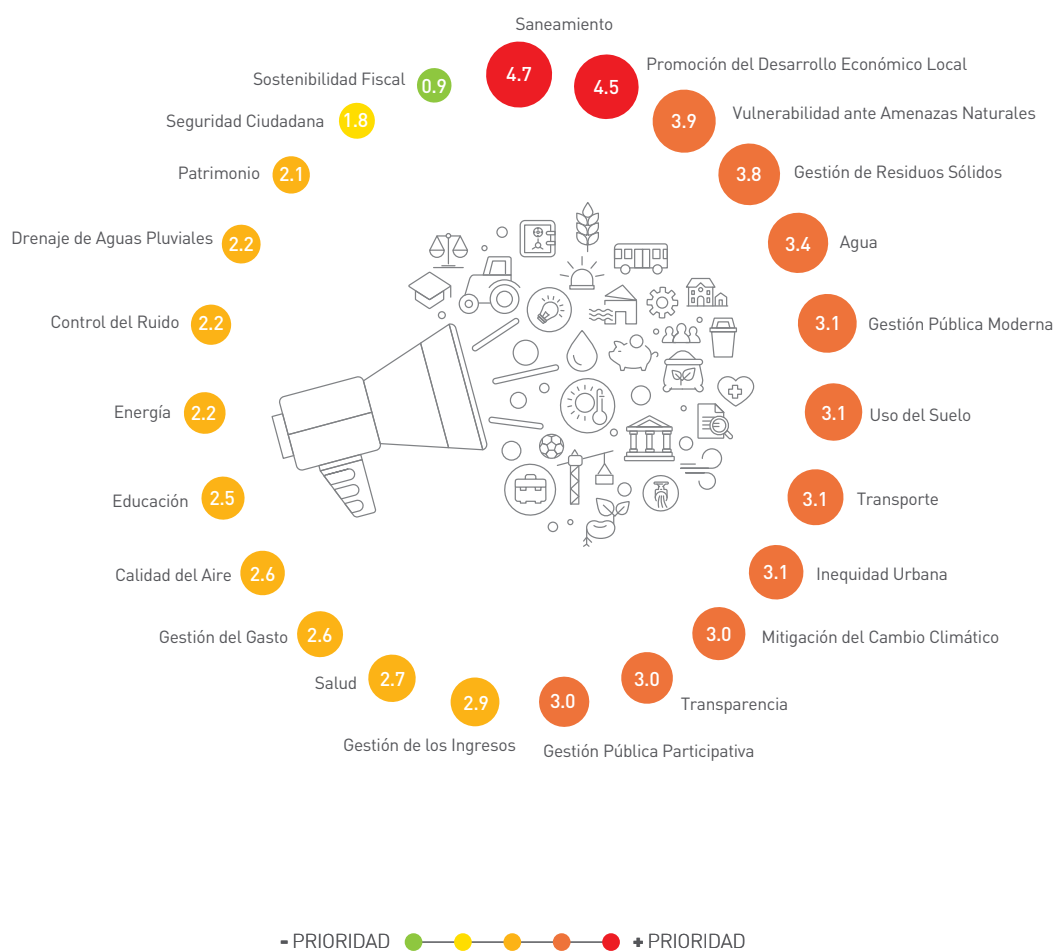 Saneamiento
4.7
Promoción del Desarrollo Económico Local
4.5
Vulnerabilidad ante Amenazas Naturales
3.9
Gestión de Residuos Sólidos
3.8
Agua
3.4
Gestión Pública Moderna
3.1
Uso del Suelo
3.1
Transporte
3.1
Inequidad Urbana
3.1
Mitigación del Cambio Climático
3.0
Transparencia
3.0
Gestión Pública Participativa
3.0
Gestión de los Ingresos
2.9
Salud
2.7
Gestión del Gasto
2.6
Calidad del Aire
2.6
Educación
2.5
Energía
2.2
Control del Ruido
2.2
Drenaje de Aguas Pluviales
2.2
Patrimonio
2.1
Seguridad Ciudadana
1.8
Sostenibilidad Fiscal
0.9
- PRIORIDAD
+ PRIORIDAD